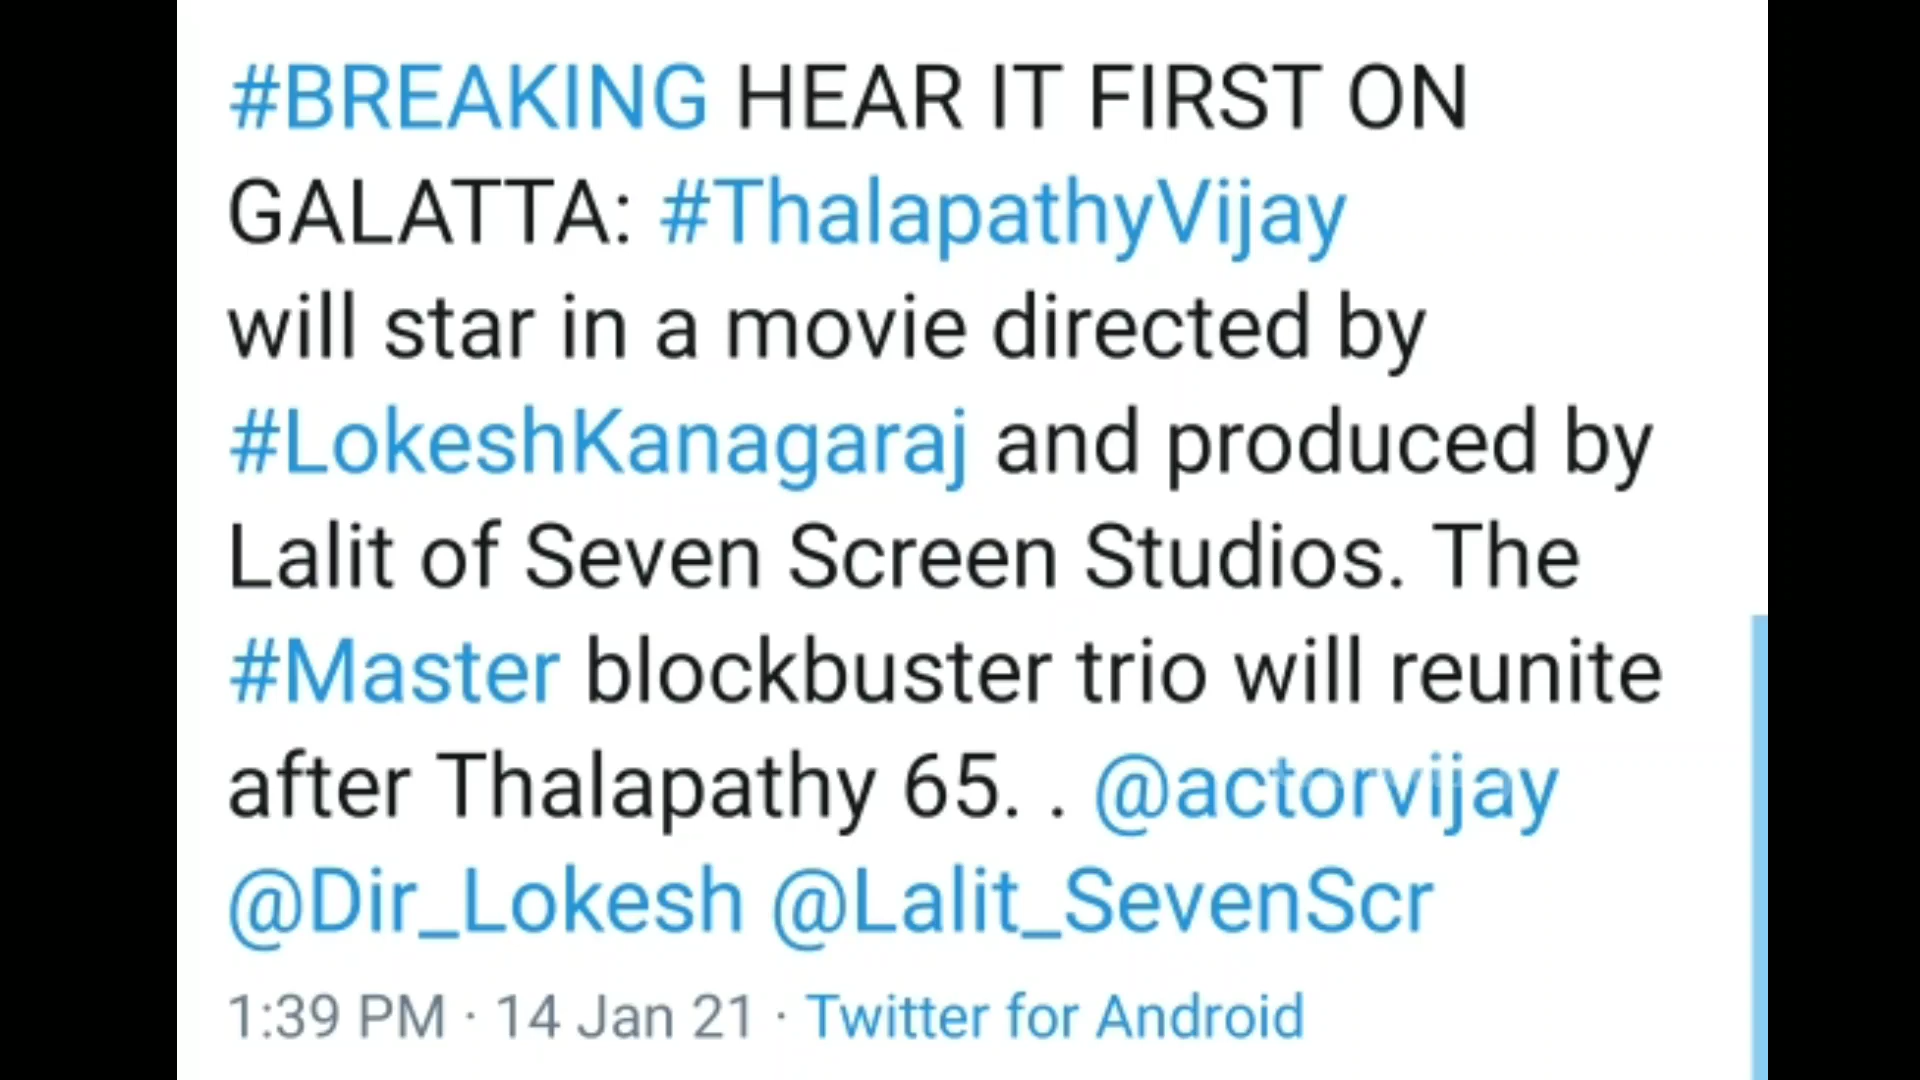 #BREAKING HEAR IT FIRST ON
GALATTA: #ThalapathyVijay
will star in a movie directed by
#LokeshKanagaraj and produced by
Lalit of Seven Screen Studios. The
#Master blockbuster trio will reunite
after Thalapathy 65. . @actorvijay
@Dir_Lokesh @Lalit_SevenScr
1:39 PM · 14 Jan 21 · Twitter for Android